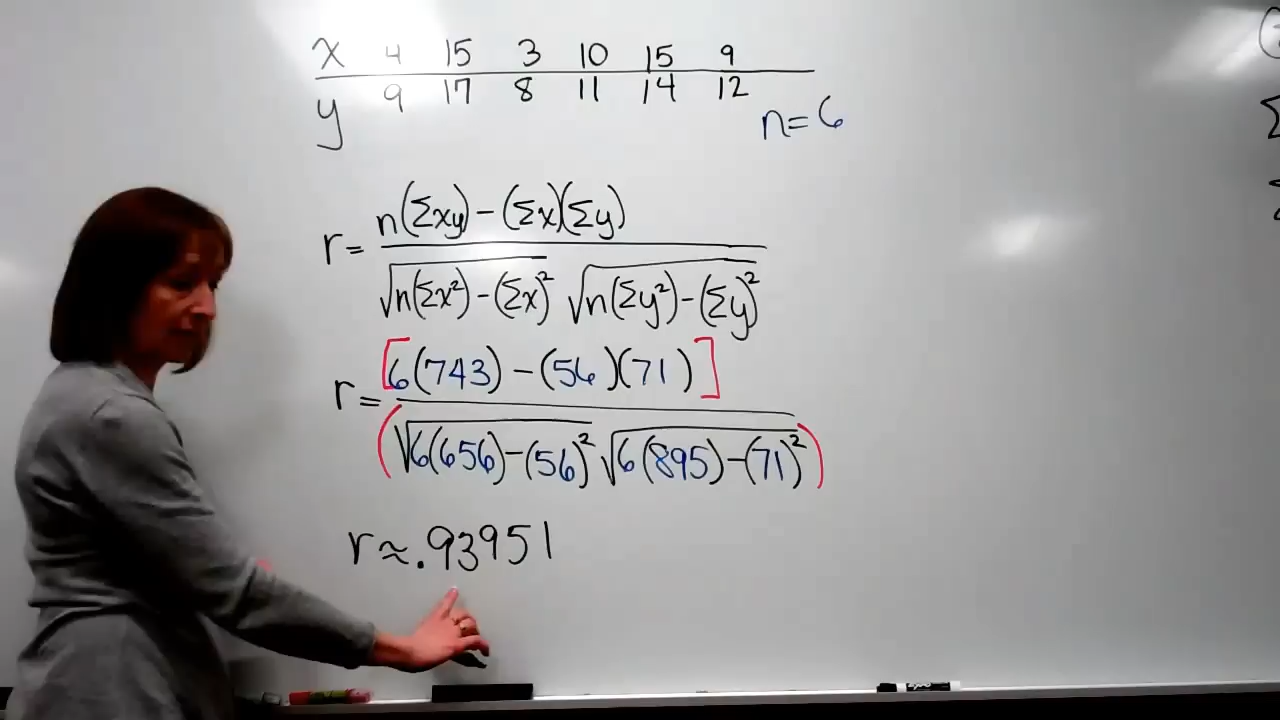 x 4 15 3 10 15 9
y 9 17 8 11 14 12
n=6
r= n(Σxy)-(Σx)(Σy)
√n(Σx²)-(Σx)² √n(Σy²)-(Σy)²
r= [6(743)-(56)(71)]
(√6(656)-(56)² √6(895)-(71)²)
r≈.93951
EXPO